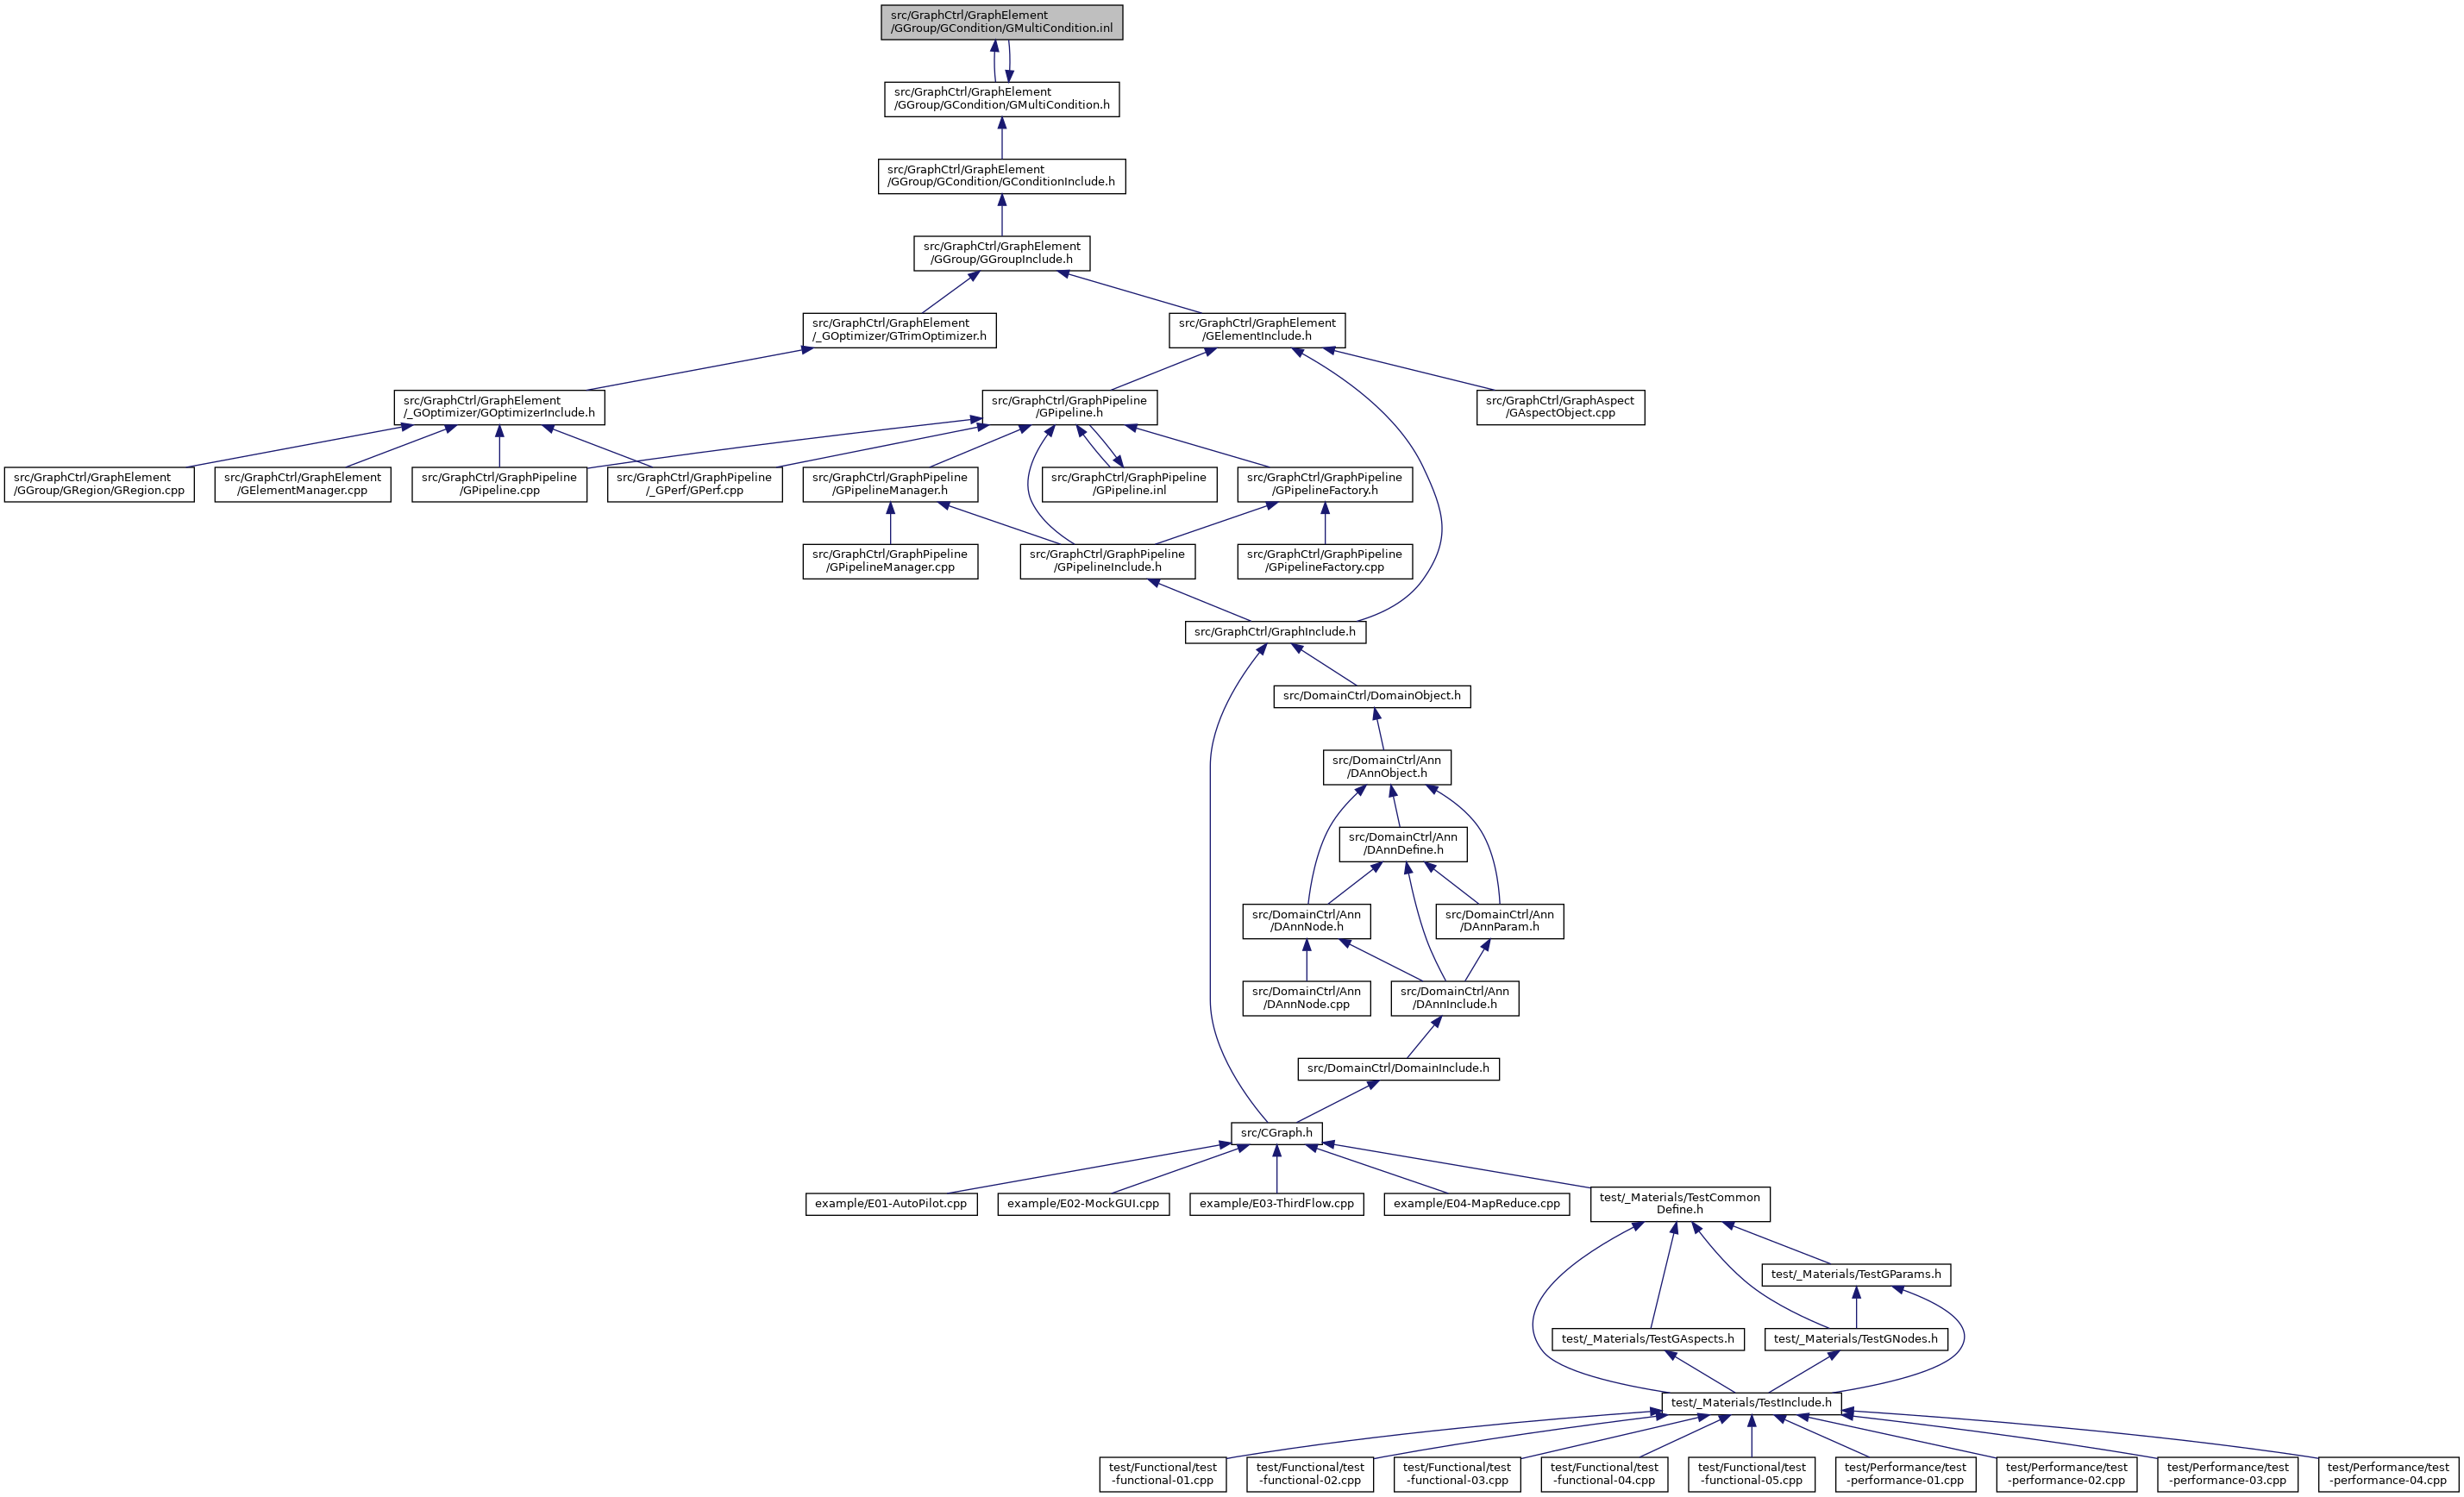 src/GraphCtrl/GraphElement
/GGroup/GCondition/GMultiCondition.inl
src/GraphCtrl/GraphElement
/GGroup/GCondition/GMultiCondition.h
src/GraphCtrl/GraphElement
/GGroup/GCondition/GConditionInclude.h
src/GraphCtrl/GraphElement
/GGroup/GGroupInclude.h
src/GraphCtrl/GraphElement
/_GOptimizer/GTrimOptimizer.h
src/GraphCtrl/GraphElement
/GElementInclude.h
src/GraphCtrl/GraphElement
/_GOptimizer/GOptimizerInclude.h
src/GraphCtrl/GraphPipeline
/GPipeline.h
src/GraphCtrl/GraphAspect
/GAspectObject.cpp
src/GraphCtrl/GraphElement
/GGroup/GRegion/GRegion.cpp
src/GraphCtrl/GraphElement
/GElementManager.cpp
src/GraphCtrl/GraphPipeline
/GPipeline.cpp
src/GraphCtrl/GraphPipeline
/_GPerf/GPerf.cpp
src/GraphCtrl/GraphPipeline
/GPipelineManager.h
src/GraphCtrl/GraphPipeline
/GPipeline.inl
src/GraphCtrl/GraphPipeline
/GPipelineFactory.h
src/GraphCtrl/GraphPipeline
/GPipelineManager.cpp
src/GraphCtrl/GraphPipeline
/GPipelineInclude.h
src/GraphCtrl/GraphPipeline
/GPipelineFactory.cpp
src/GraphCtrl/GraphInclude.h
src/DomainCtrl/DomainObject.h
src/DomainCtrl/Ann
/DAnnObject.h
src/DomainCtrl/Ann
/DAnnDefine.h
src/DomainCtrl/Ann
/DAnnNode.h
src/DomainCtrl/Ann
/DAnnParam.h
src/DomainCtrl/Ann
/DAnnNode.cpp
src/DomainCtrl/Ann
/DAnnInclude.h
src/DomainCtrl/DomainInclude.h
src/CGraph.h
example/E01-AutoPilot.cpp
example/E02-MockGUI.cpp
example/E03-ThirdFlow.cpp
example/E04-MapReduce.cpp
test/_Materials/TestCommon
Define.h
test/_Materials/TestGParams.h
test/_Materials/TestGAspects.h
test/_Materials/TestGNodes.h
test/_Materials/TestInclude.h
test/Functional/test
-functional-01.cpp
test/Functional/test
-functional-02.cpp
test/Functional/test
-functional-03.cpp
test/Functional/test
-functional-04.cpp
test/Functional/test
-functional-05.cpp
test/Performance/test
-performance-01.cpp
test/Performance/test
-performance-02.cpp
test/Performance/test
-performance-03.cpp
test/Performance/test
-performance-04.cpp